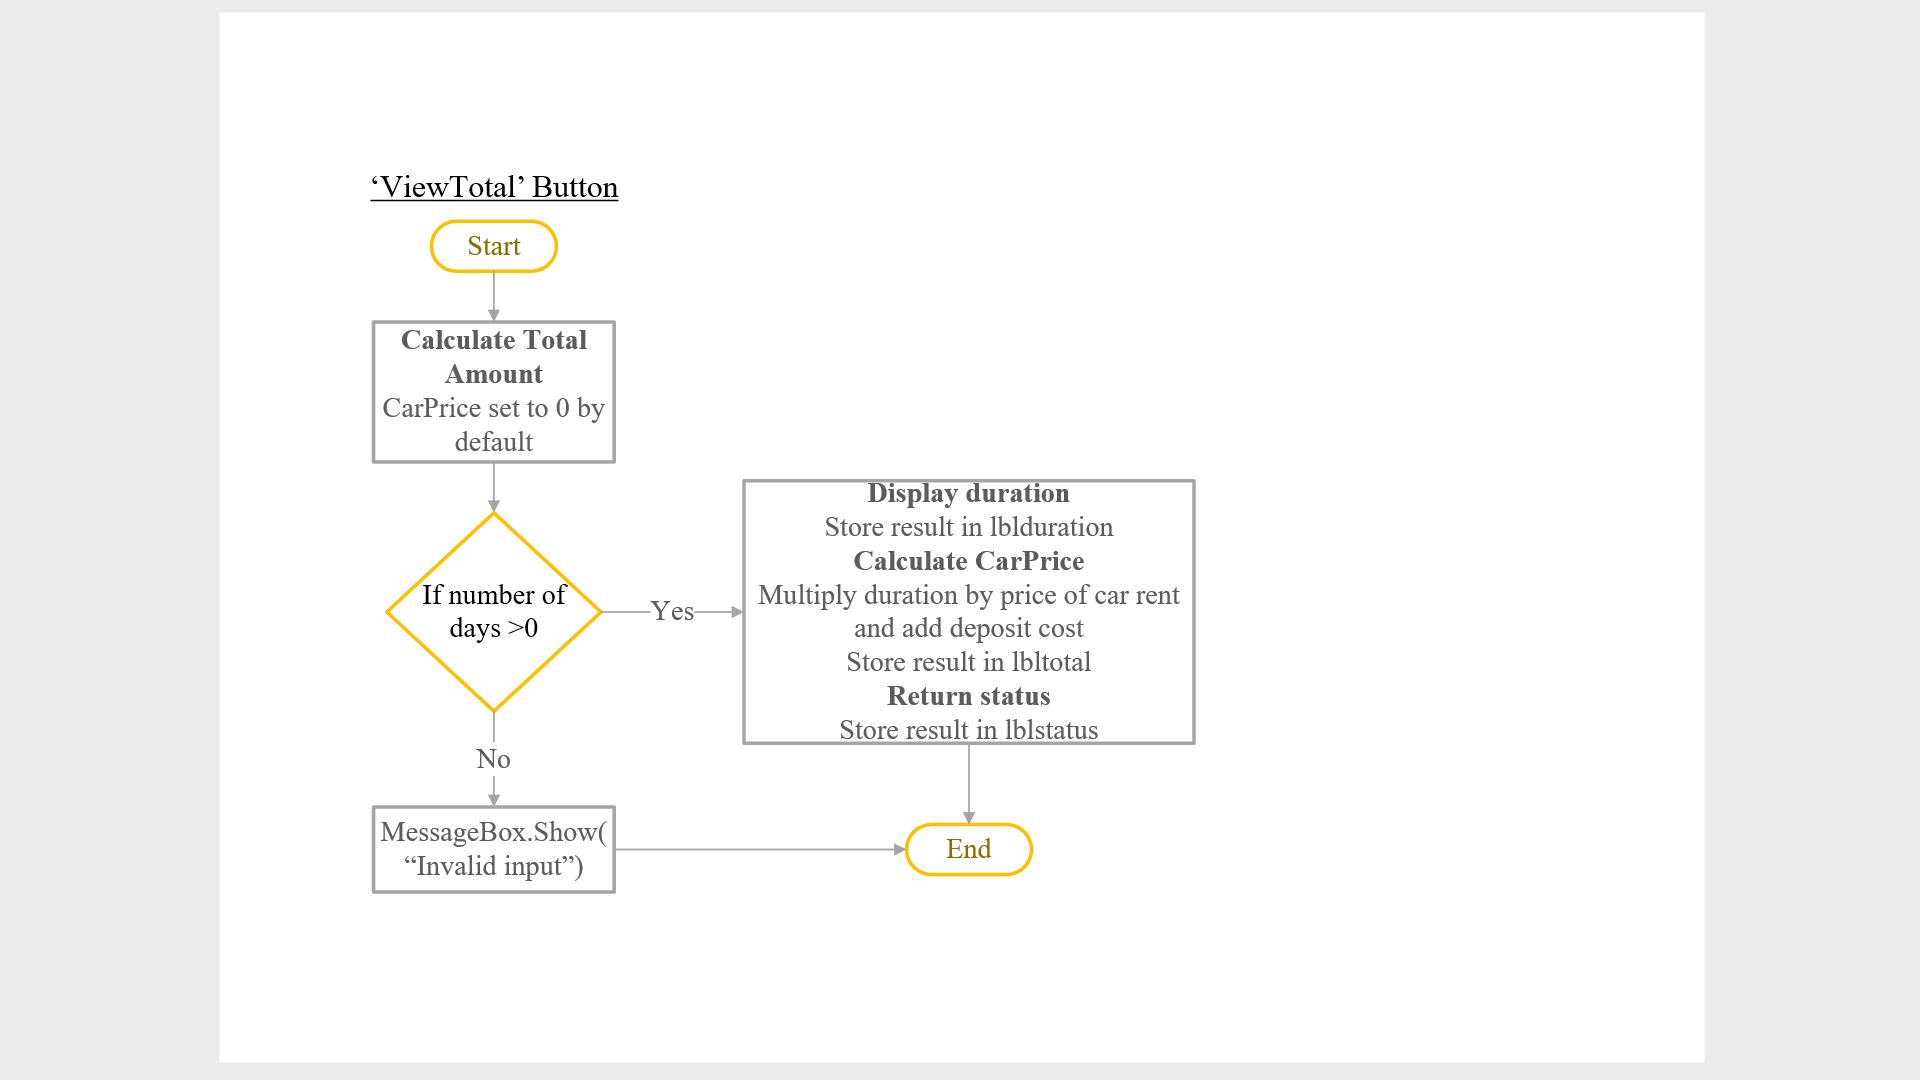 ‘ViewTotal’ Button
Start
Calculate Total
Amount
CarPrice set to 0 by
default
If number of
days >0
Yes
Display duration
Store result in lblduration
Calculate CarPrice
Multiply duration by price of car rent
and add deposit cost
Store result in lbltotal
Return status
Store result in lblstatus
No
MessageBox.Show(
“Invalid input”)
End